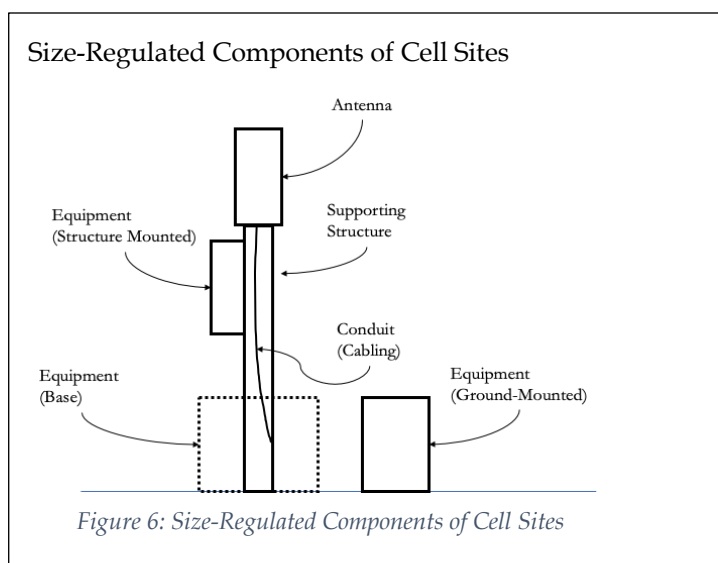 Size-Regulated Components of Cell Sites
Antenna
Equipment
(Structure Mounted)
Supporting
Structure
Conduit
(Cabling)
Equipment
(Base)
Equipment
(Ground-Mounted)
Figure 6: Size-Regulated Components of Cell Sites